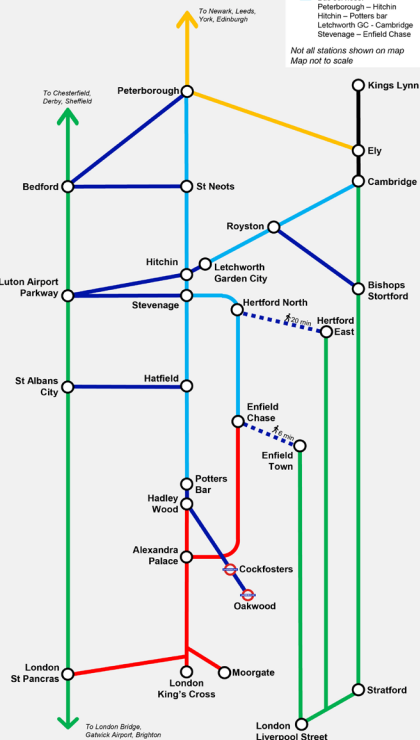 To Newark, Leeds,
York, Edinburgh
Peterborough – Hitchin
Hitchin – Potters bar
Letchworth GC - Cambridge
Stevenage – Enfield Chase
Not all stations shown on map
Map not to scale
To Chesterfield,
Derby, Sheffield
Peterborough
Kings Lynn
Ely
Bedford
St Neots
Cambridge
Royston
Hitchin
Letchworth
Garden City
Luton Airport
Parkway
Stevenage
Bishops
Stortford
Hertford North
20 min
Hertford
East
St Albans
City
Hatfield
Enfield
Chase
6 min
Enfield
Town
Potters
Bar
Hadley
Wood
Alexandra
Palace
Cockfosters
Oakwood
London
St Pancras
London
King's Cross
Moorgate
Stratford
To London Bridge,
Gatwick Airport, Brighton
London
Liverpool Street